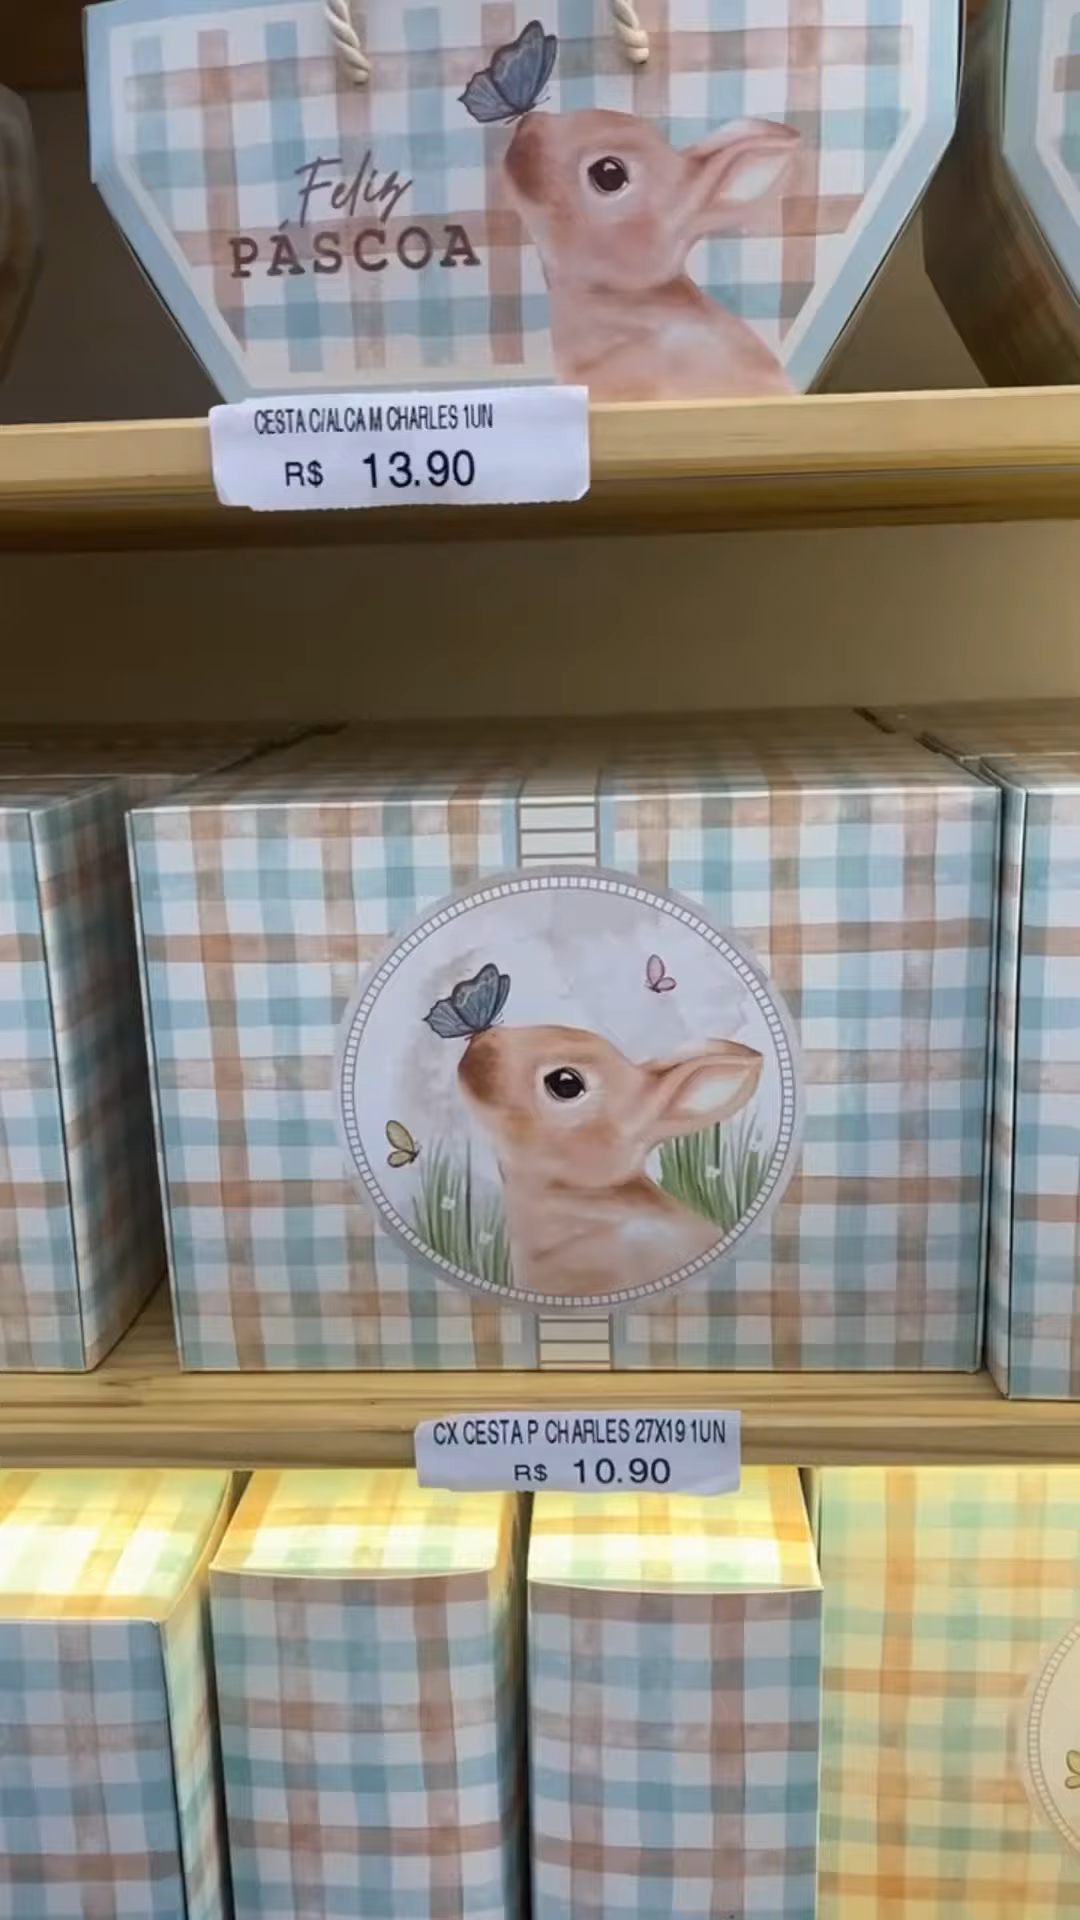 Feliz
PÁSCOA
CESTA C/ALCA M CHARLES 1UN
R$ 13.90
CX CESTA P CHARLES 27X19 1UN
R$ 10.90